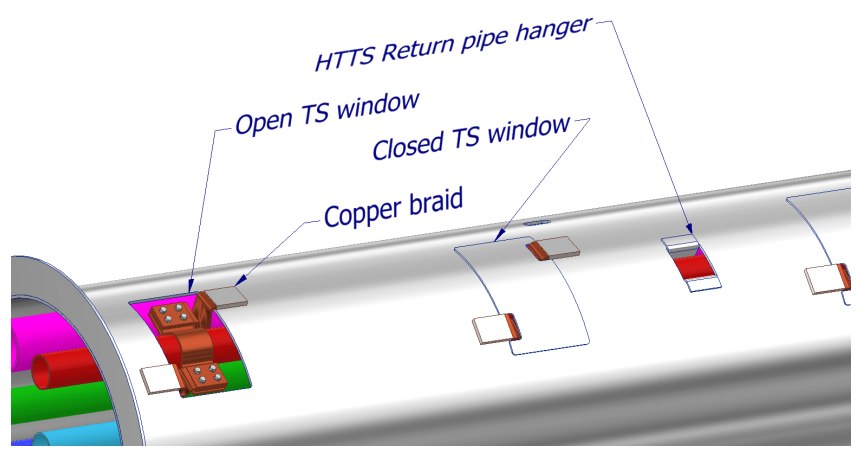 HTTS Return pipe hanger
Open TS window
Closed TS window
Copper braid